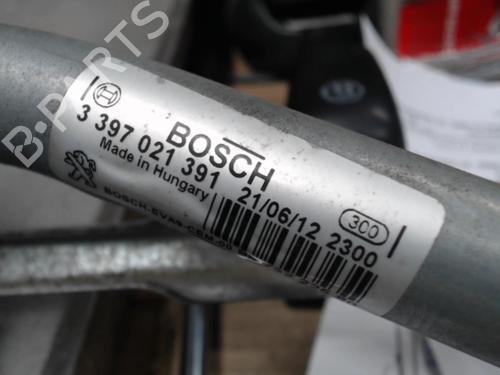 B-PARTS
BOSCH
3 397 021 391
Made in Hungary
21/06/12 2300
300